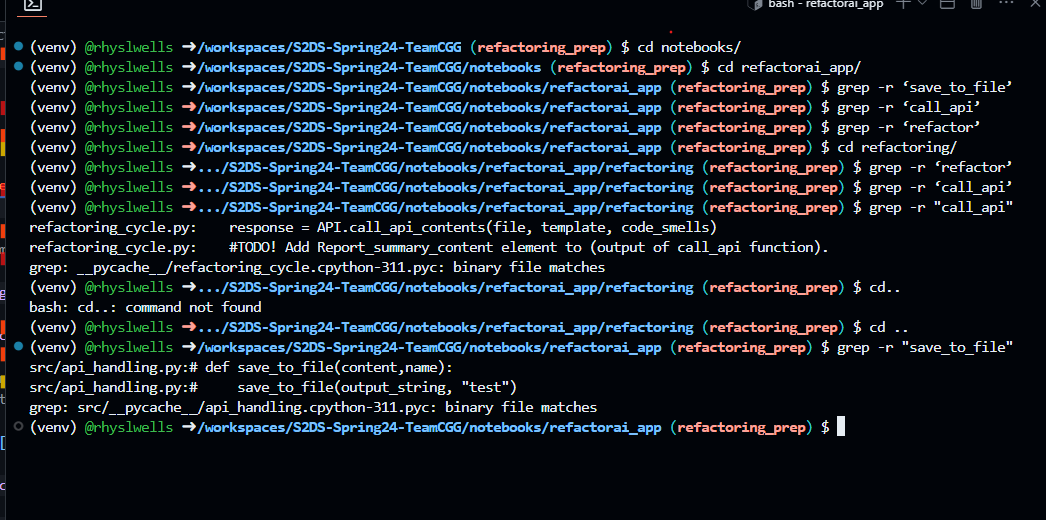 bash - refactorai_app
(venv) @rhyslwells ➜/workspaces/S2DS-Spring24-TeamCGG (refactoring_prep) $ cd notebooks/
(venv) @rhyslwells ➜/workspaces/S2DS-Spring24-TeamCGG/notebooks (refactoring_prep) $ cd refactorai_app/
(venv) @rhyslwells ➜/workspaces/S2DS-Spring24-TeamCGG/notebooks/refactorai_app (refactoring_prep) $ grep -r ‘save_to_file’
(venv) @rhyslwells ➜/workspaces/S2DS-Spring24-TeamCGG/notebooks/refactorai_app (refactoring_prep) $ grep -r ‘call_api’
(venv) @rhyslwells ➜/workspaces/S2DS-Spring24-TeamCGG/notebooks/refactorai_app (refactoring_prep) $ grep -r ‘refactor’
(venv) @rhyslwells ➜/workspaces/S2DS-Spring24-TeamCGG/notebooks/refactorai_app (refactoring_prep) $ cd refactoring/
(venv) @rhyslwells ➜.../S2DS-Spring24-TeamCGG/notebooks/refactorai_app/refactoring (refactoring_prep) $ grep -r ‘refactor’
(venv) @rhyslwells ➜.../S2DS-Spring24-TeamCGG/notebooks/refactorai_app/refactoring (refactoring_prep) $ grep -r ‘call_api’
(venv) @rhyslwells ➜.../S2DS-Spring24-TeamCGG/notebooks/refactorai_app/refactoring (refactoring_prep) $ grep -r "call_api"
refactoring_cycle.py:    response = API.call_api_contents(file, template, code_smells)
refactoring_cycle.py:    #TODO! Add Report_summary_content element to (output of call_api function).
grep: __pycache__/refactoring_cycle.cpython-311.pyc: binary file matches
(venv) @rhyslwells ➜.../S2DS-Spring24-TeamCGG/notebooks/refactorai_app/refactoring (refactoring_prep) $ cd..
bash: cd..: command not found
(venv) @rhyslwells ➜.../S2DS-Spring24-TeamCGG/notebooks/refactorai_app/refactoring (refactoring_prep) $ cd ..
(venv) @rhyslwells ➜/workspaces/S2DS-Spring24-TeamCGG/notebooks/refactorai_app (refactoring_prep) $ grep -r "save_to_file"
src/api_handling.py:# def save_to_file(content,name):
src/api_handling.py:#     save_to_file(output_string, "test")
grep: src/__pycache__/api_handling.cpython-311.pyc: binary file matches
(venv) @rhyslwells ➜/workspaces/S2DS-Spring24-TeamCGG/notebooks/refactorai_app (refactoring_prep) $